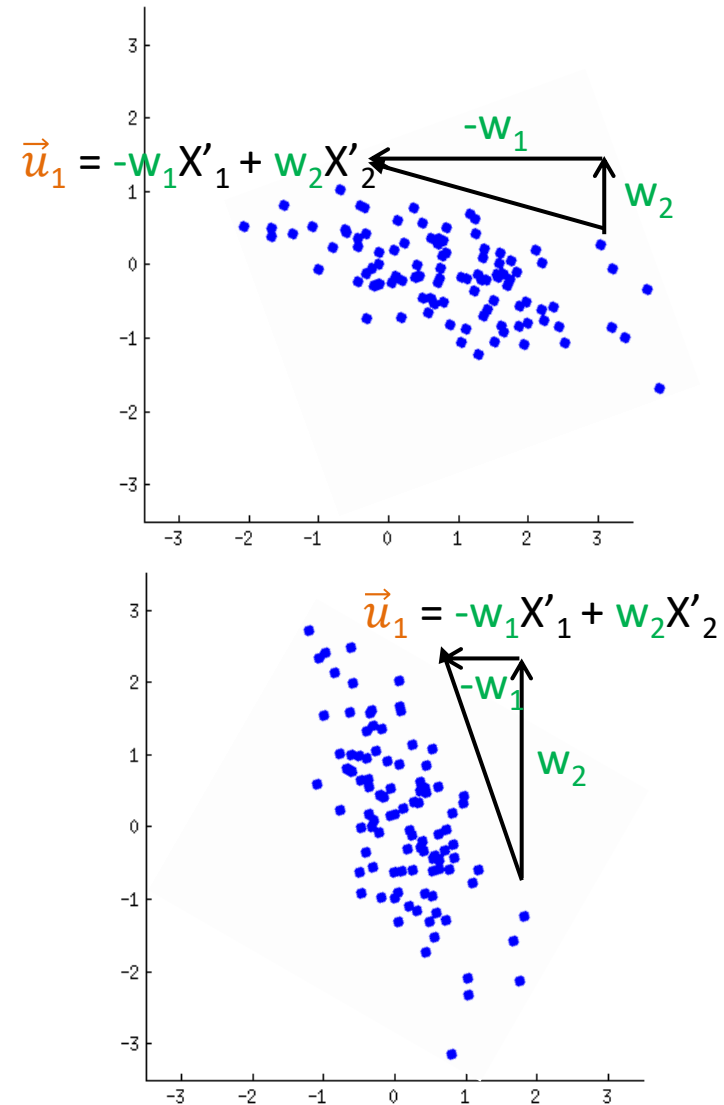 3
2
-w₁
u⃗₁ = -w₁X’₁ + w₂X’₂
w₂
1
0
-1
-2
-3
-3 -2 -1 0 1 2 3
3
u⃗₁ = -w₁X’₁ + w₂X’₂
2
-w₁
w₂
1
0
-1
-2
-3
-3 -2 -1 0 1 2 3